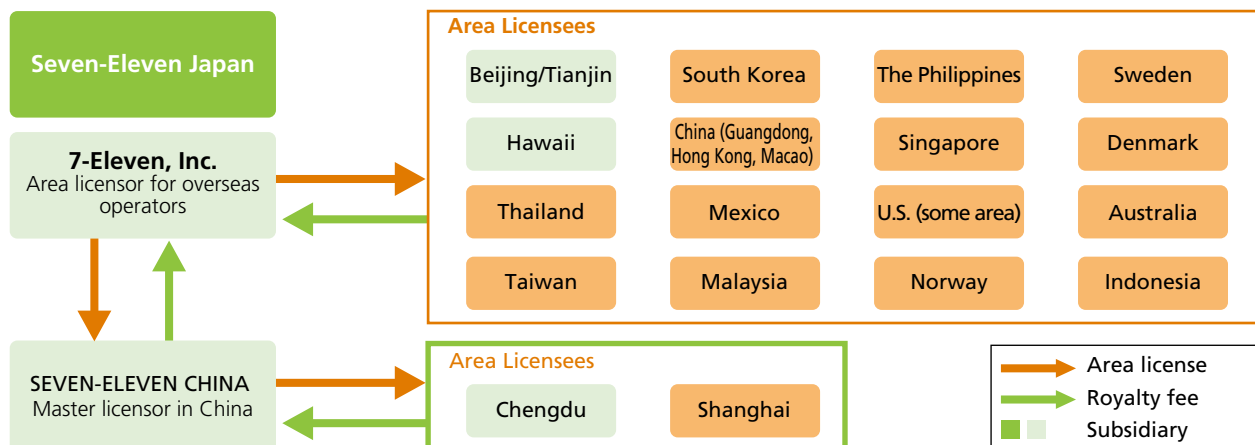 Seven-Eleven Japan
7-Eleven, Inc.
Area licensor for overseas
operators
SEVEN-ELEVEN CHINA
Master licensor in China
Area Licensees
Beijing/Tianjin
South Korea
The Philippines
Sweden
Hawaii
China (Guangdong,
Hong Kong, Macao)
Singapore
Denmark
Thailand
Mexico
U.S. (some area)
Australia
Taiwan
Malaysia
Norway
Indonesia
Area Licensees
Chengdu
Shanghai
Area license
Royalty fee
Subsidiary